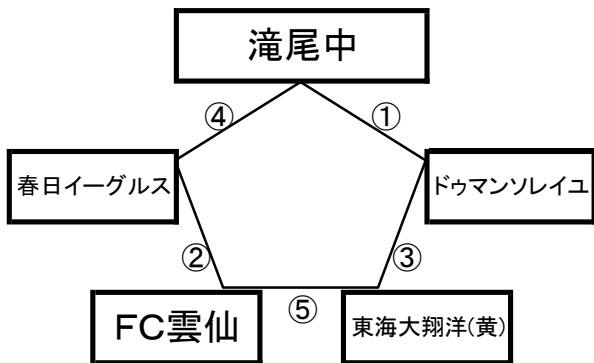 滝尾中
④
①
春日イーグルス
ドゥマンソレイユ
②
③
FC雲仙
⑤
東海大翔洋(黄)